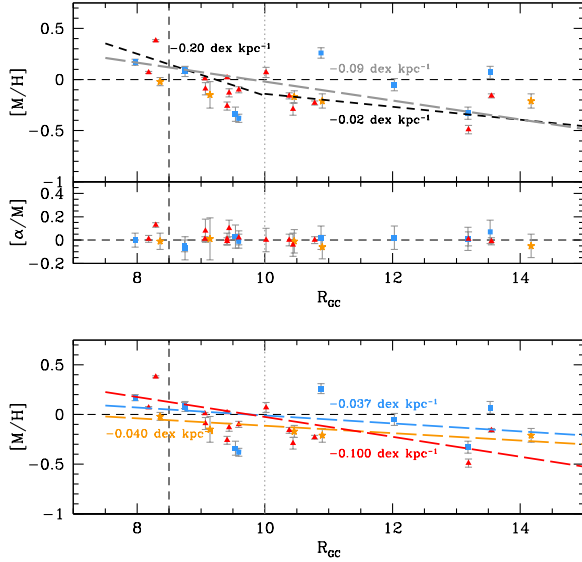 0.5
−0.20 dex kpc⁻¹
−0.09 dex kpc⁻¹
[M/H]
0
−0.02 dex kpc⁻¹
−0.5
−1
0.4
[α/M]
0.2
0
−0.2
8
10
12
14
R_GC
0.5
−0.037 dex kpc⁻¹
[M/H]
0
−0.040 dex kpc⁻¹
−0.100 dex kpc⁻¹
−0.5
−1
8
10
12
14
R_GC